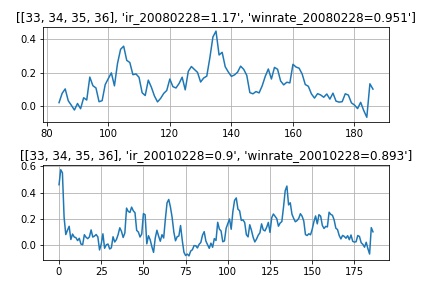 [[33, 34, 35, 36], 'ir_20080228=1.17', 'winrate_20080228=0.951']
0.4
0.2
0.0
80 100 120 140 160 180
[[33, 34, 35, 36], 'ir_20010228=0.9', 'winrate_20010228=0.893']
0.6
0.4
0.2
0.0
0 25 50 75 100 125 150 175